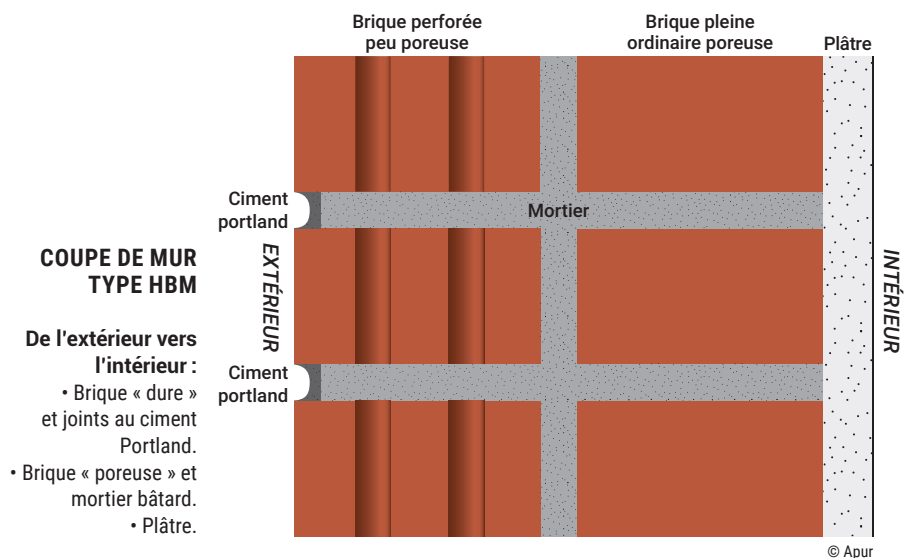 Brique perforée
peu poreuse
Brique pleine
ordinaire poreuse
Plâtre
Ciment
portland
Mortier
EXTÉRIEUR
INTÉRIEUR
Ciment
portland
COUPE DE MUR
TYPE HBM
De l'extérieur vers
l'intérieur :
• Brique « dure »
et joints au ciment
Portland.
• Brique « poreuse » et
mortier bâtard.
• Plâtre.
© Apur